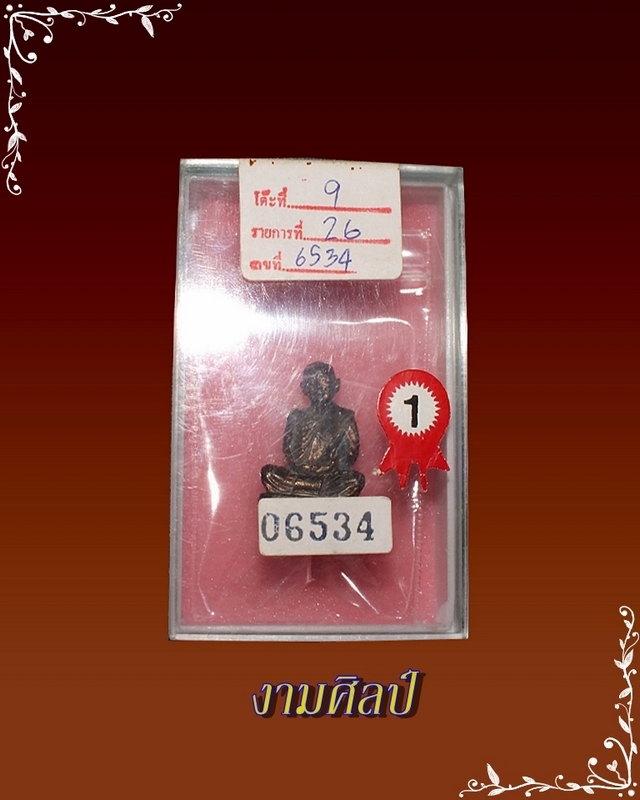 โต๊ะที่ 9
รายการที่ 26
เลขที่ 6534
1
06534
งามศิลป์